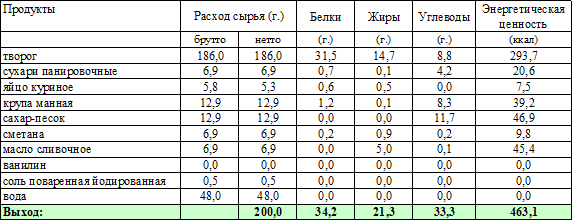 Продукты Расход сырья (г.) Белки Жиры Углеводы Энергетическая ценность
брутто нетто (г.) (г.) (г.) (ккал)
творог 186,0 186,0 31,5 14,7 8,8 293,7
сухари панировочные 6,9 6,9 0,7 0,1 4,2 20,6
яйцо куриное 5,8 5,3 0,6 0,5 0,0 7,5
крупа манная 12,9 12,9 1,2 0,1 8,3 39,2
сахар-песок 12,9 12,9 0,0 0,0 11,7 46,9
сметана 6,9 6,9 0,2 0,9 0,2 9,8
масло сливочное 6,9 6,9 0,0 5,0 0,1 45,4
ванилин 0,0 0,0 0,0 0,0 0,0 0,0
соль поваренная йодированная 0,5 0,5 0,0 0,0 0,0 0,0
вода 48,0 48,0 0,0 0,0 0,0 0,0
Выход: 200,0 34,2 21,3 33,3 463,1